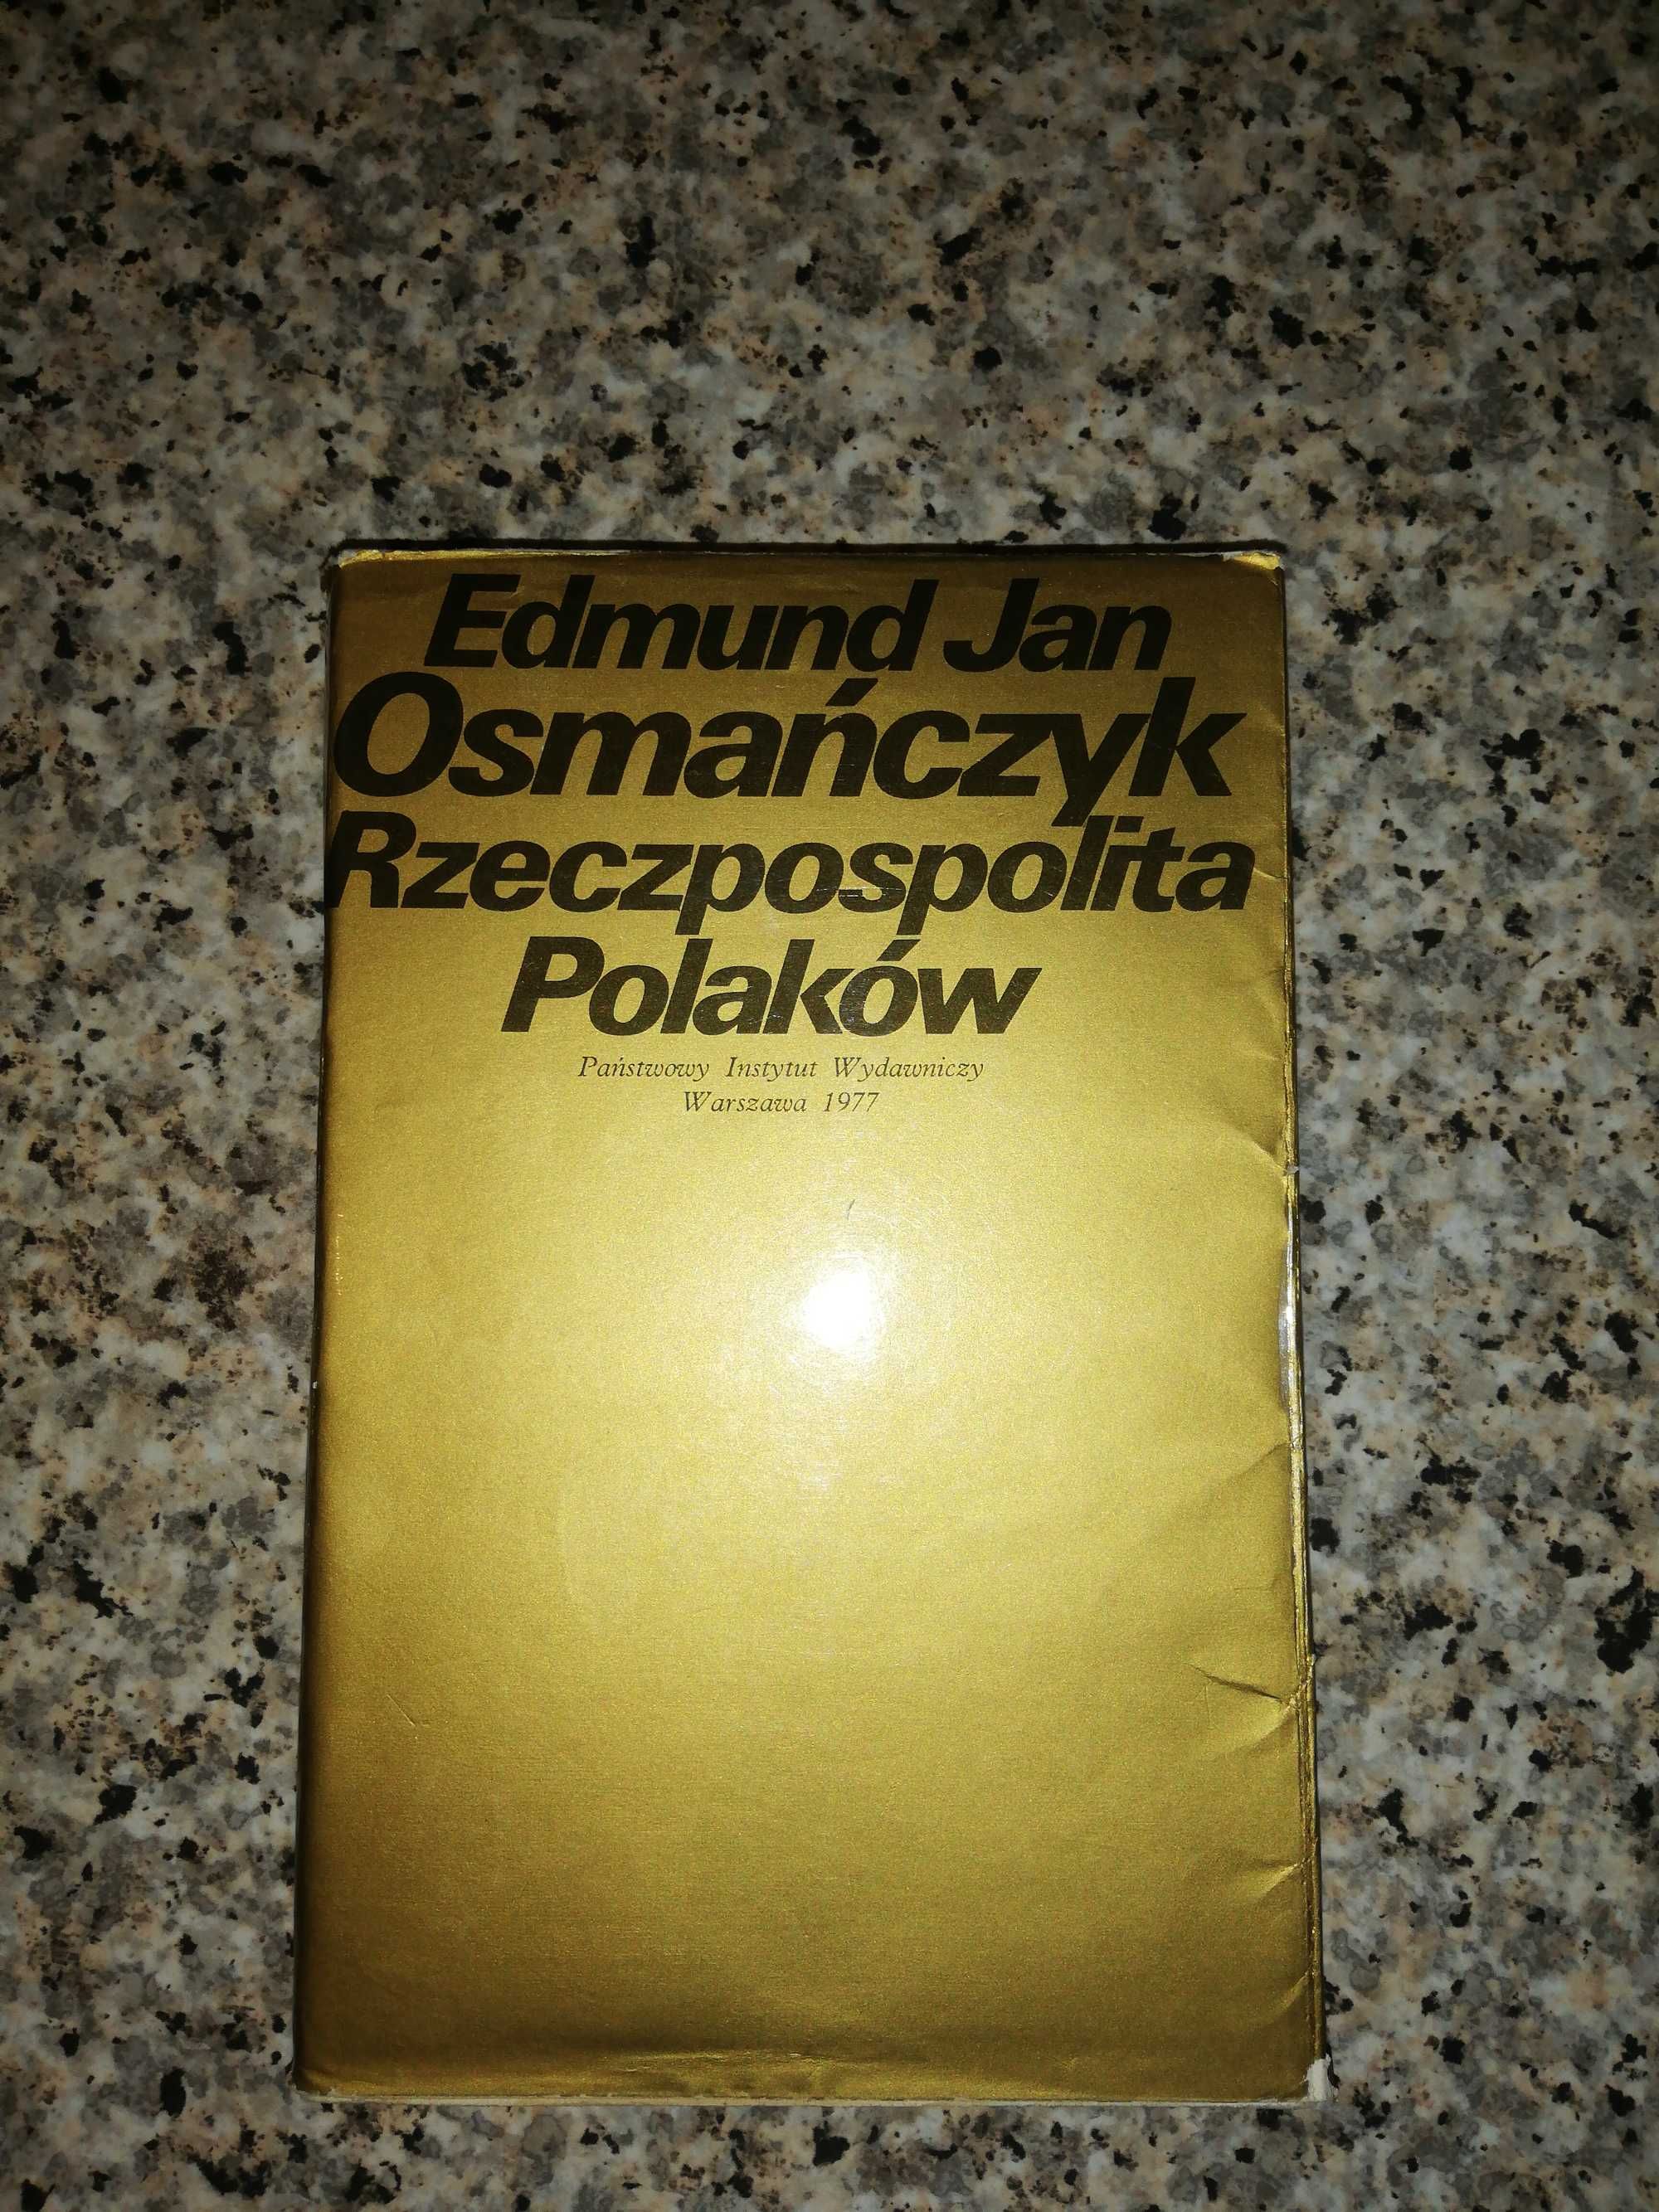 Edmund Jan
Osmańczyk
Rzeczpospolita
Polaków
Państwowy Instytut Wydawniczy
Warszawa 1977